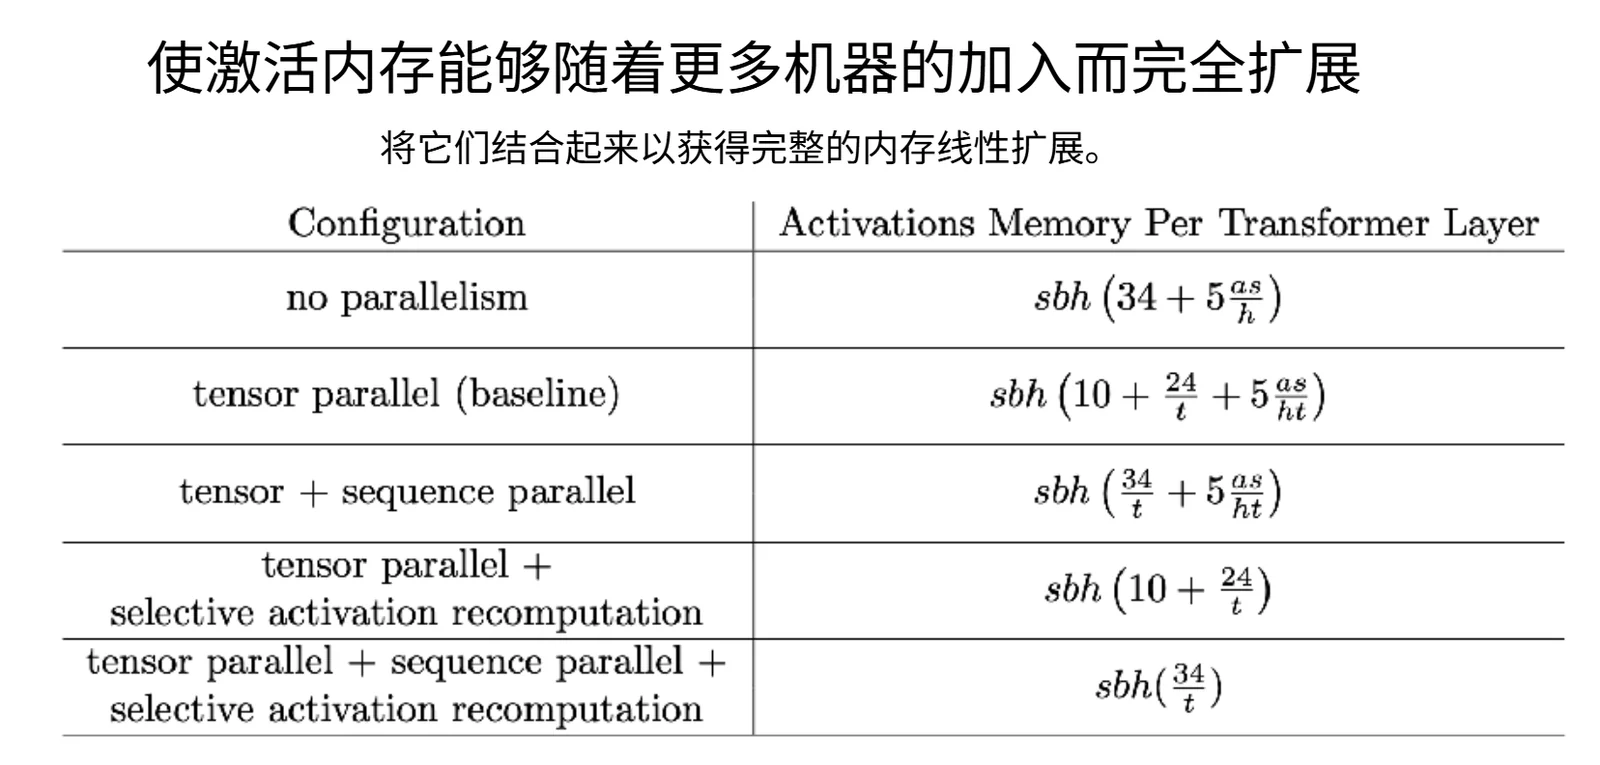 使激活内存能够随着更多机器的加入而完全扩展
将它们结合起来以获得完整的内存线性扩展。
Configuration Activations Memory Per Transformer Layer
no parallelism sbh (34 + 5 as/h)
tensor parallel (baseline) sbh (10 + 24/t + 5 as/ht)
tensor + sequence parallel sbh (34/t + 5 as/ht)
tensor parallel +
selective activation recomputation sbh (10 + 24/t)
tensor parallel + sequence parallel +
selective activation recomputation sbh(34/t)